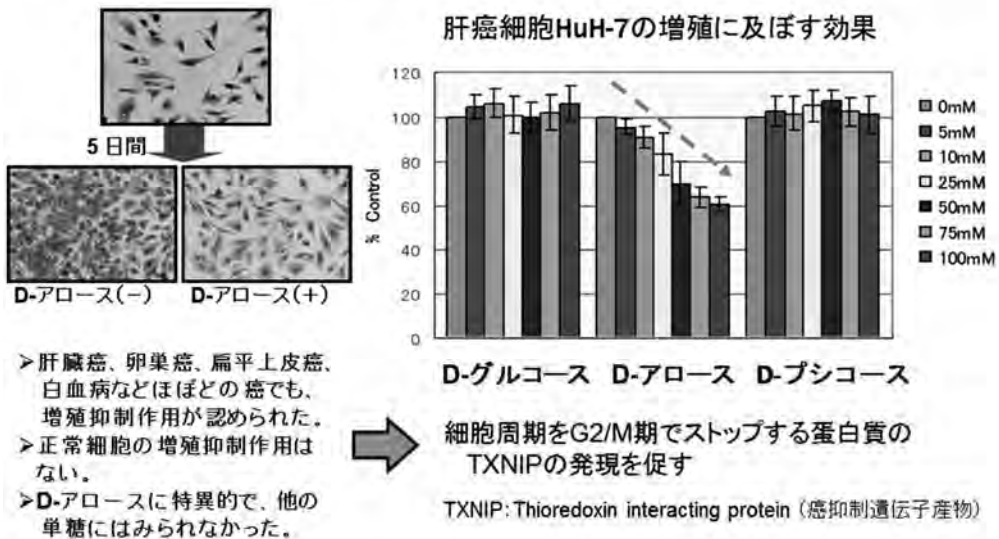 5日間
D-アロース(-)
D-アロース(+)
➢肝臓癌、卵巣癌、扁平上皮癌、
白血病などほぼどの癌でも、
増殖抑制作用が認められた。
➢正常細胞の増殖抑制作用は
ない。
➢D-アロースに特異的で、他の
単糖にはみられなかった。
肝癌細胞HuH-7の増殖に及ぼす効果
% Control
120
100
80
60
40
20
0
0mM
5mM
10mM
25mM
50mM
75mM
100mM
D-グルコース D-アロース D-プシコース
細胞周期をG2/M期でストップする蛋白質の
TXNIPの発現を促す
TXNIP:Thioredoxin interacting protein (癌抑制遺伝子産物)